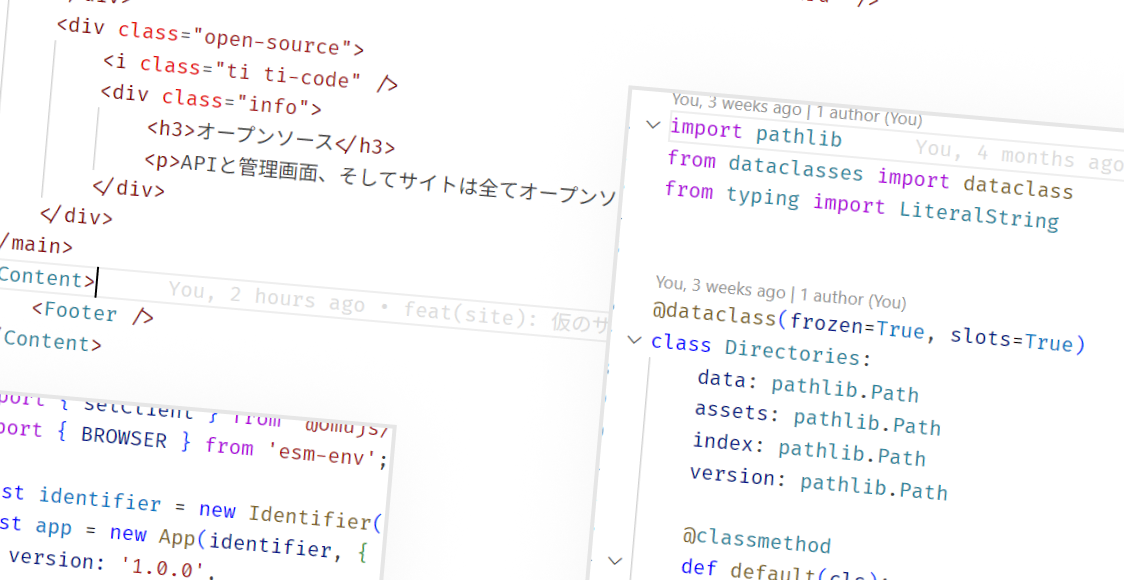 <div class="open-source">
<i class="ti ti-code" />
<div class="info">
<h3>オープンソース</h3>
<p>APIと管理画面、そしてサイトは全てオープンソ
</div>
</div>
/main>
Content>
You, 2 hours ago • feat(site): 仮のサ
<Footer />
Content>
port { setClient } from '@omujs/
port { BROWSER } from 'esm-env';
st identifier = new Identifier(
st app = new App(identifier, {
version: '1.0.0',
You, 3 weeks ago | 1 author (You)
import pathlib
You, 4 months ago
from dataclasses import dataclass
from typing import LiteralString
You, 3 weeks ago | 1 author (You)
@dataclass(frozen=True, slots=True)
class Directories:
data: pathlib.Path
assets: pathlib.Path
index: pathlib.Path
version: pathlib.Path
@classmethod
def default(cls):